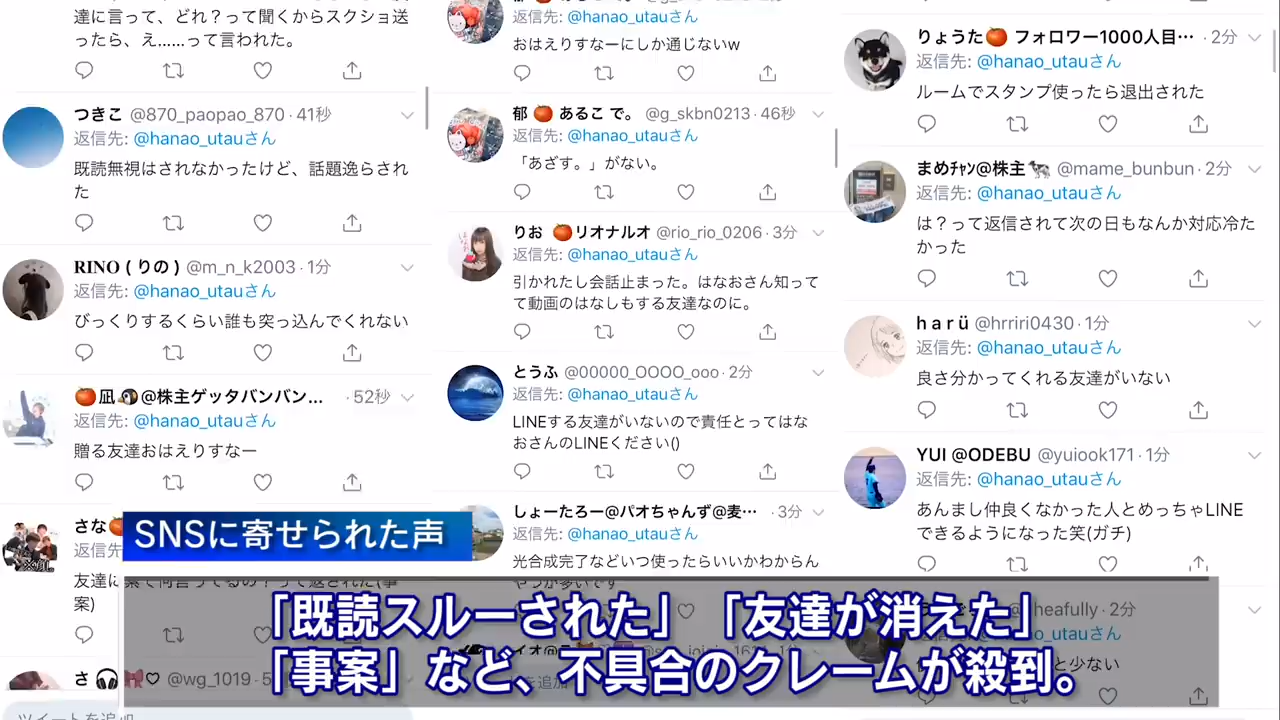 達に言って、どれ？って聞くからスクショ送
ったら、え……って言われた。
つきこ @870_paopao_870 · 41秒
返信先: @hanao_utauさん
既読無視はされなかったけど、話題逸らされ
た
RINO ( りの ) @m_n_k2003 · 1分
返信先: @hanao_utauさん
びっくりするくらい誰も突っ込んでくれない
🍎凪🐧@株主ゲッタバンバン... · 52秒
返信先: @hanao_utauさん
贈る友達おはえりすなー
さな🍎
返信
案)
さ🎧🎀♡ @wg_1019 · 5
ツイートを追加
返信先: @hanao_utauさん
おはえりすなーにしか通じないw
郁 🍎 あるこ で。 @g_skbn0213 · 46秒
返信先: @hanao_utauさん
「あざす。」がない。
りお 🍎リオナルオ @rio_rio_0206 · 3分
返信先: @hanao_utauさん
引かれたし会話止まった。はなおさん知って
て動画のはなしもする友達なのに。
とうふ @00000_OOOO_ooo · 2分
返信先: @hanao_utauさん
LINEする友達がいないので責任とってはな
おさんのLINEください()
しょーたろー@パオちゃんず@麦… · 3分
返信先: @hanao_utauさん
光合成完了などいつ使ったらいいかわからん
やつが多いです
りょうた🍎 フォロワー1000人目… · 2分
返信先: @hanao_utauさん
ルームでスタンプ使ったら退出された
まめﾁｬﾝ@株主🐄 @mame_bunbun · 2分
返信先: @hanao_utauさん
は？って返信されて次の日もなんか対応冷た
かった
h a r ü @hrriri0430 · 1分
返信先: @hanao_utauさん
良さ分かってくれる友達がいない
YUI @ODEBU @yuiook171 · 1分
返信先: @hanao_utauさん
あんまし仲良くなかった人とめっちゃLINE
できるようになった笑(ガチ)
heafully · 2分
@hanao_utauさん
と少ない
SNSに寄せられた声
「既読スルーされた」「友達が消えた」
「事案」など、不具合のクレームが殺到。